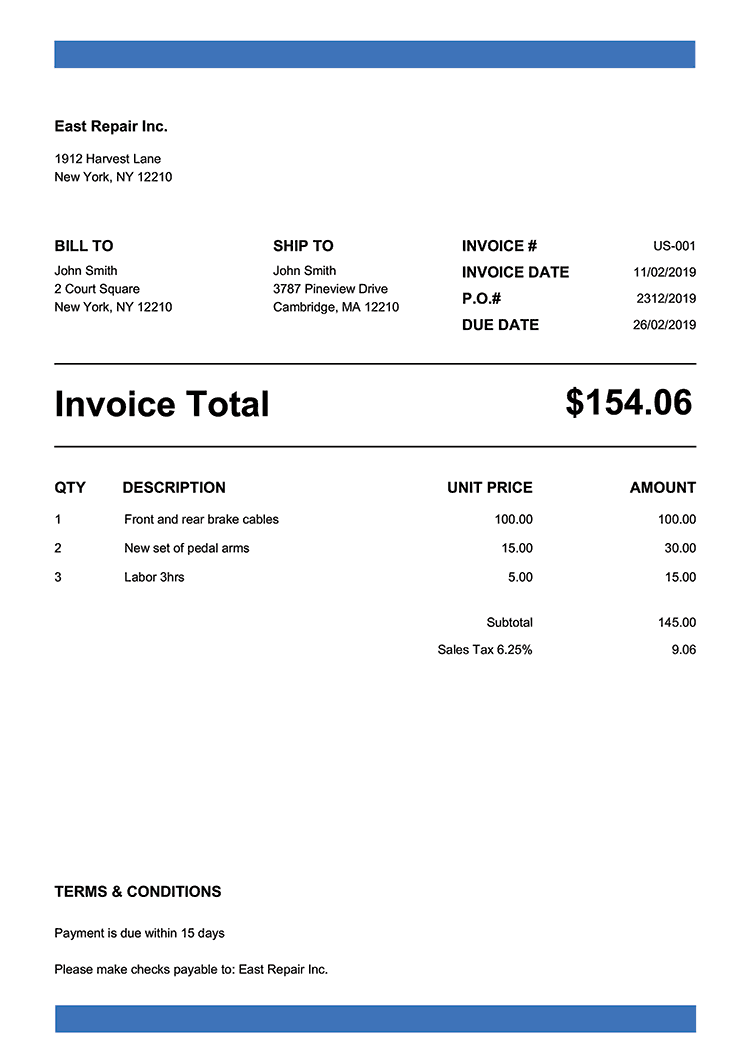 East Repair Inc.
1912 Harvest Lane
New York, NY 12210
BILL TO
John Smith
2 Court Square
New York, NY 12210
SHIP TO
John Smith
3787 Pineview Drive
Cambridge, MA 12210
INVOICE # US-001
INVOICE DATE 11/02/2019
P.O.# 2312/2019
DUE DATE 26/02/2019
Invoice Total $154.06
QTY DESCRIPTION UNIT PRICE AMOUNT
1 Front and rear brake cables 100.00 100.00
2 New set of pedal arms 15.00 30.00
3 Labor 3hrs 5.00 15.00
Subtotal 145.00
Sales Tax 6.25% 9.06
TERMS & CONDITIONS
Payment is due within 15 days
Please make checks payable to: East Repair Inc.